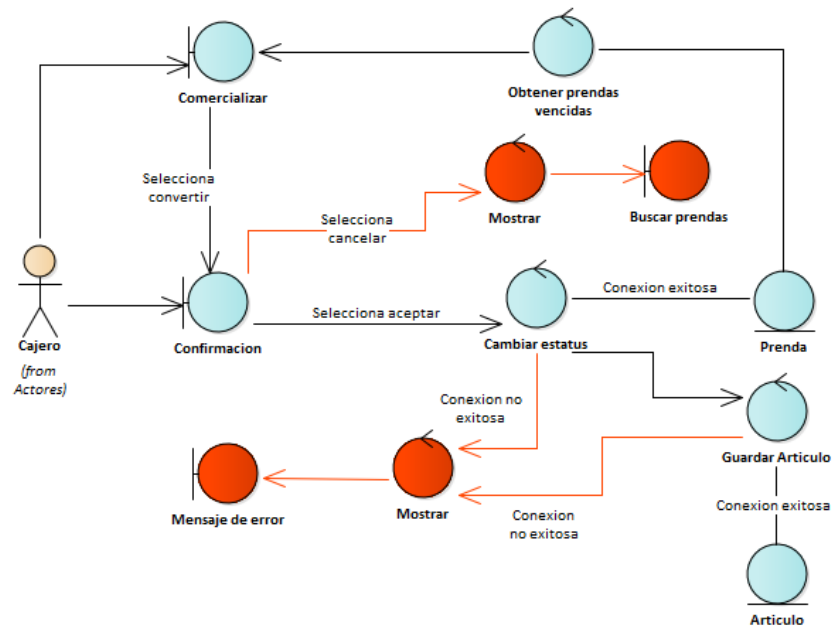 Comercializar
Obtener prendas
vencidas
Selecciona
convertir
Selecciona
cancelar
Mostrar
Buscar prendas
Cajero
(from
Actores)
Confirmacion
Selecciona aceptar
Cambiar estatus
Conexion exitosa
Prenda
Conexion no
exitosa
Guardar Articulo
Mensaje de error
Mostrar
Conexion
no exitosa
Conexion exitosa
Articulo